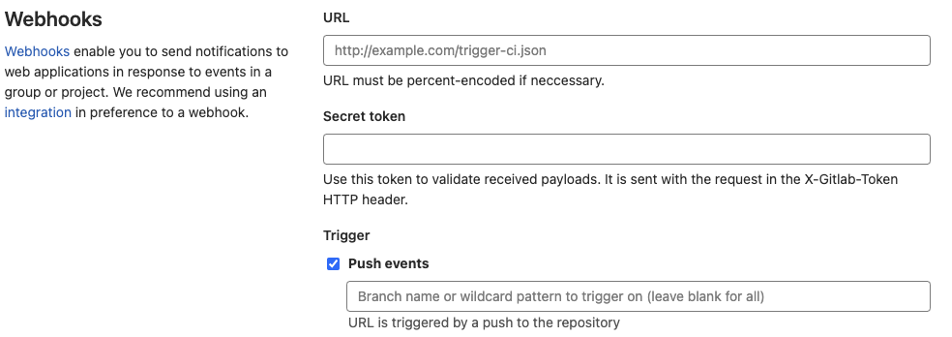 Webhooks
Webhooks enable you to send notifications to
web applications in response to events in a
group or project. We recommend using an
integration in preference to a webhook.
URL
http://example.com/trigger-ci.json
URL must be percent-encoded if neccessary.
Secret token
Use this token to validate received payloads. It is sent with the request in the X-Gitlab-Token
HTTP header.
Trigger
Push events
Branch name or wildcard pattern to trigger on (leave blank for all)
URL is triggered by a push to the repository